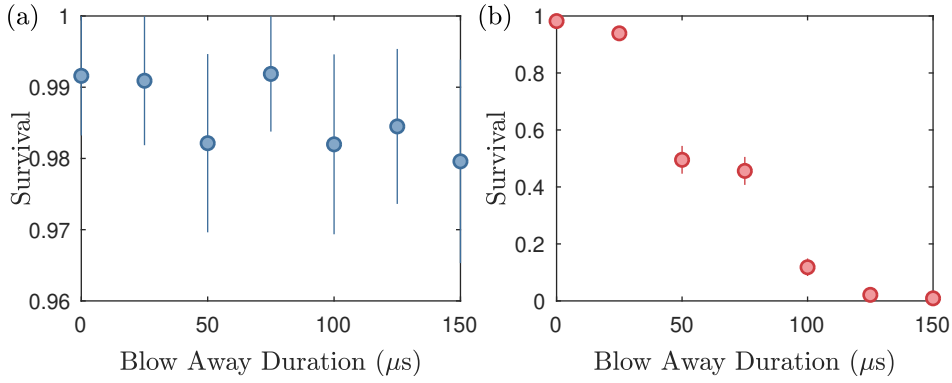 (a)
1
0.99
0.98
0.97
0.96
Survival
0 50 100 150
Blow Away Duration (μs)
(b)
1
0.8
0.6
0.4
0.2
0
Survival
0 50 100 150
Blow Away Duration (μs)